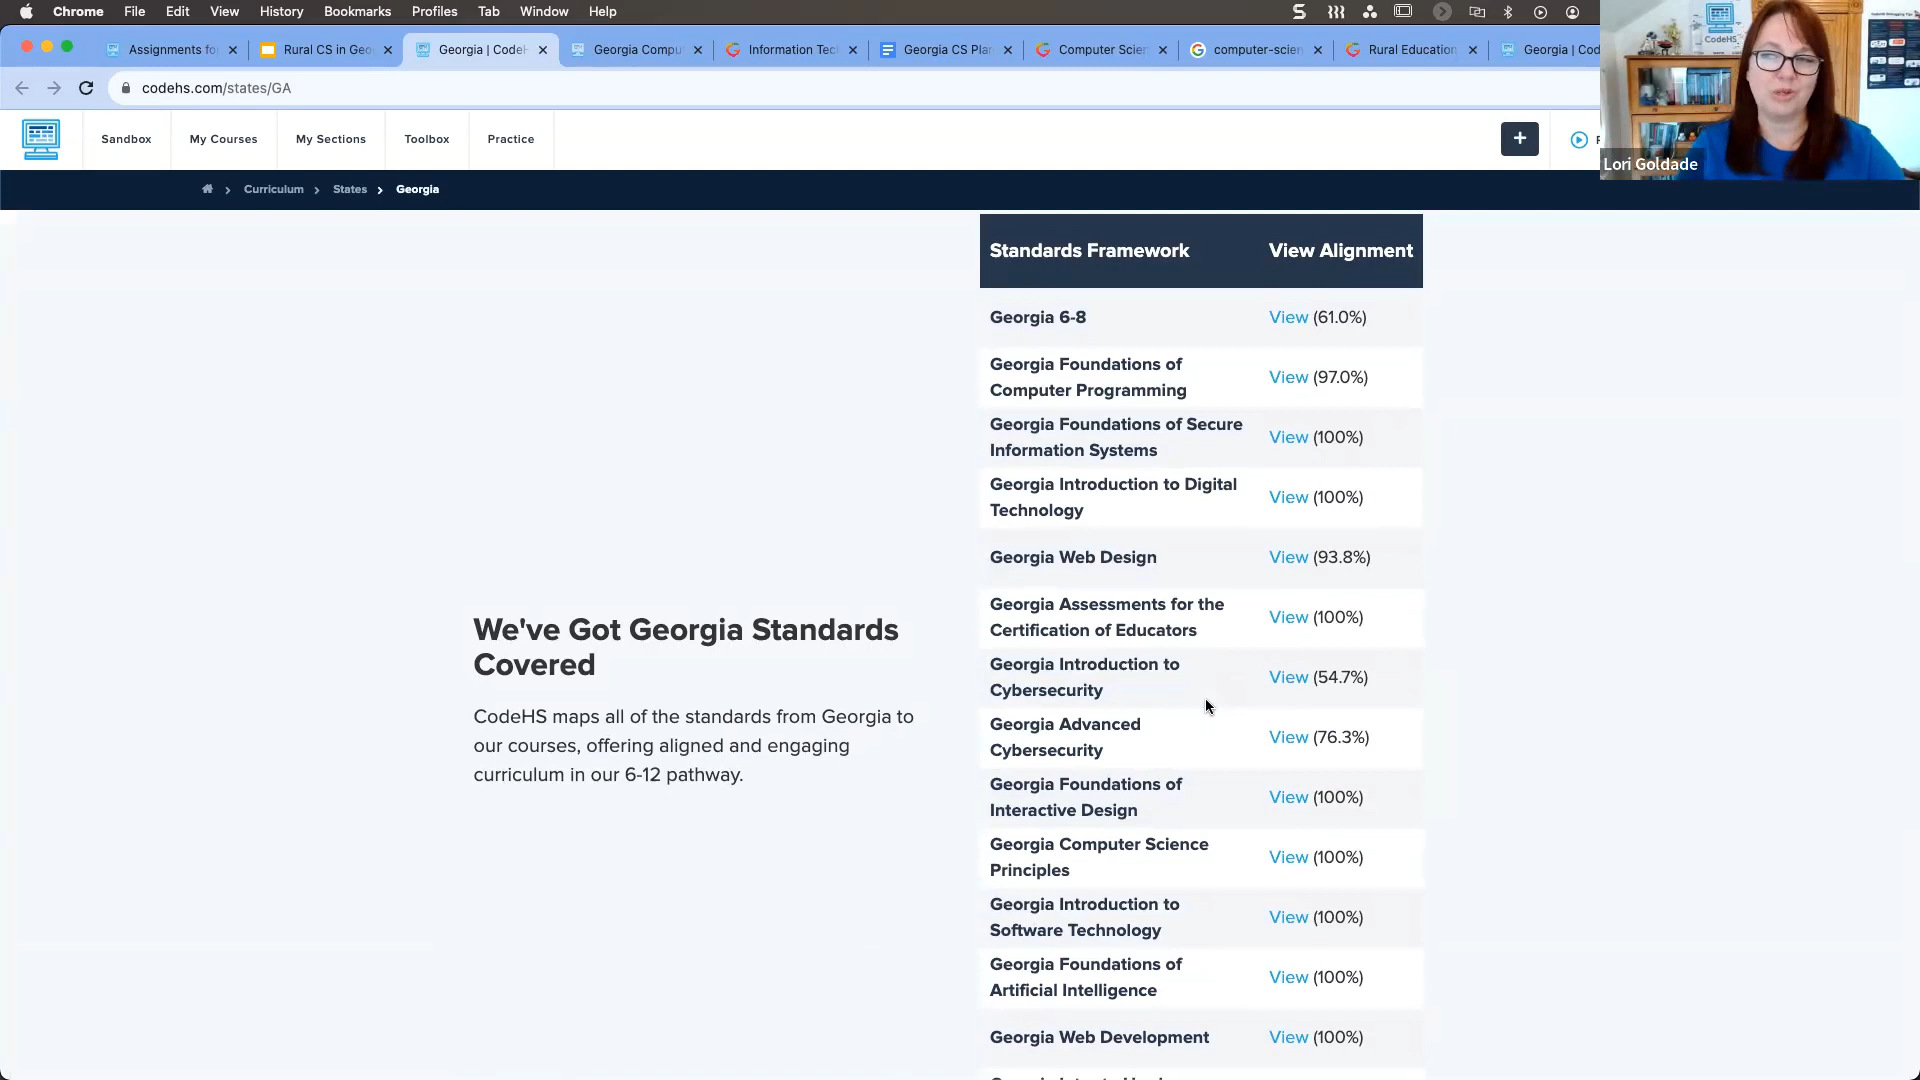 Chrome File Edit View History Bookmarks Profiles Tab Window Help
Assignments fo Rural CS in Geo Georgia | CodeH Georgia Compu Information Tec Georgia CS Pla Computer Scien computer-scien Rural Education Georgia | Cod
codehs.com/states/GA
CodeHS
Sandbox My Courses My Sections Toolbox Practice
+
Lori Goldade
Curriculum > States > Georgia
Standards Framework View Alignment
Georgia 6-8 View (61.0%)
Georgia Foundations of
Computer Programming View (97.0%)
Georgia Foundations of Secure
Information Systems View (100%)
Georgia Introduction to Digital
Technology View (100%)
Georgia Web Design View (93.8%)
Georgia Assessments for the
Certification of Educators View (100%)
Georgia Introduction to
Cybersecurity View (54.7%)
Georgia Advanced
Cybersecurity View (76.3%)
Georgia Foundations of
Interactive Design View (100%)
Georgia Computer Science
Principles View (100%)
Georgia Introduction to
Software Technology View (100%)
Georgia Foundations of
Artificial Intelligence View (100%)
Georgia Web Development View (100%)
We've Got Georgia Standards
Covered
CodeHS maps all of the standards from Georgia to
our courses, offering aligned and engaging
curriculum in our 6-12 pathway.